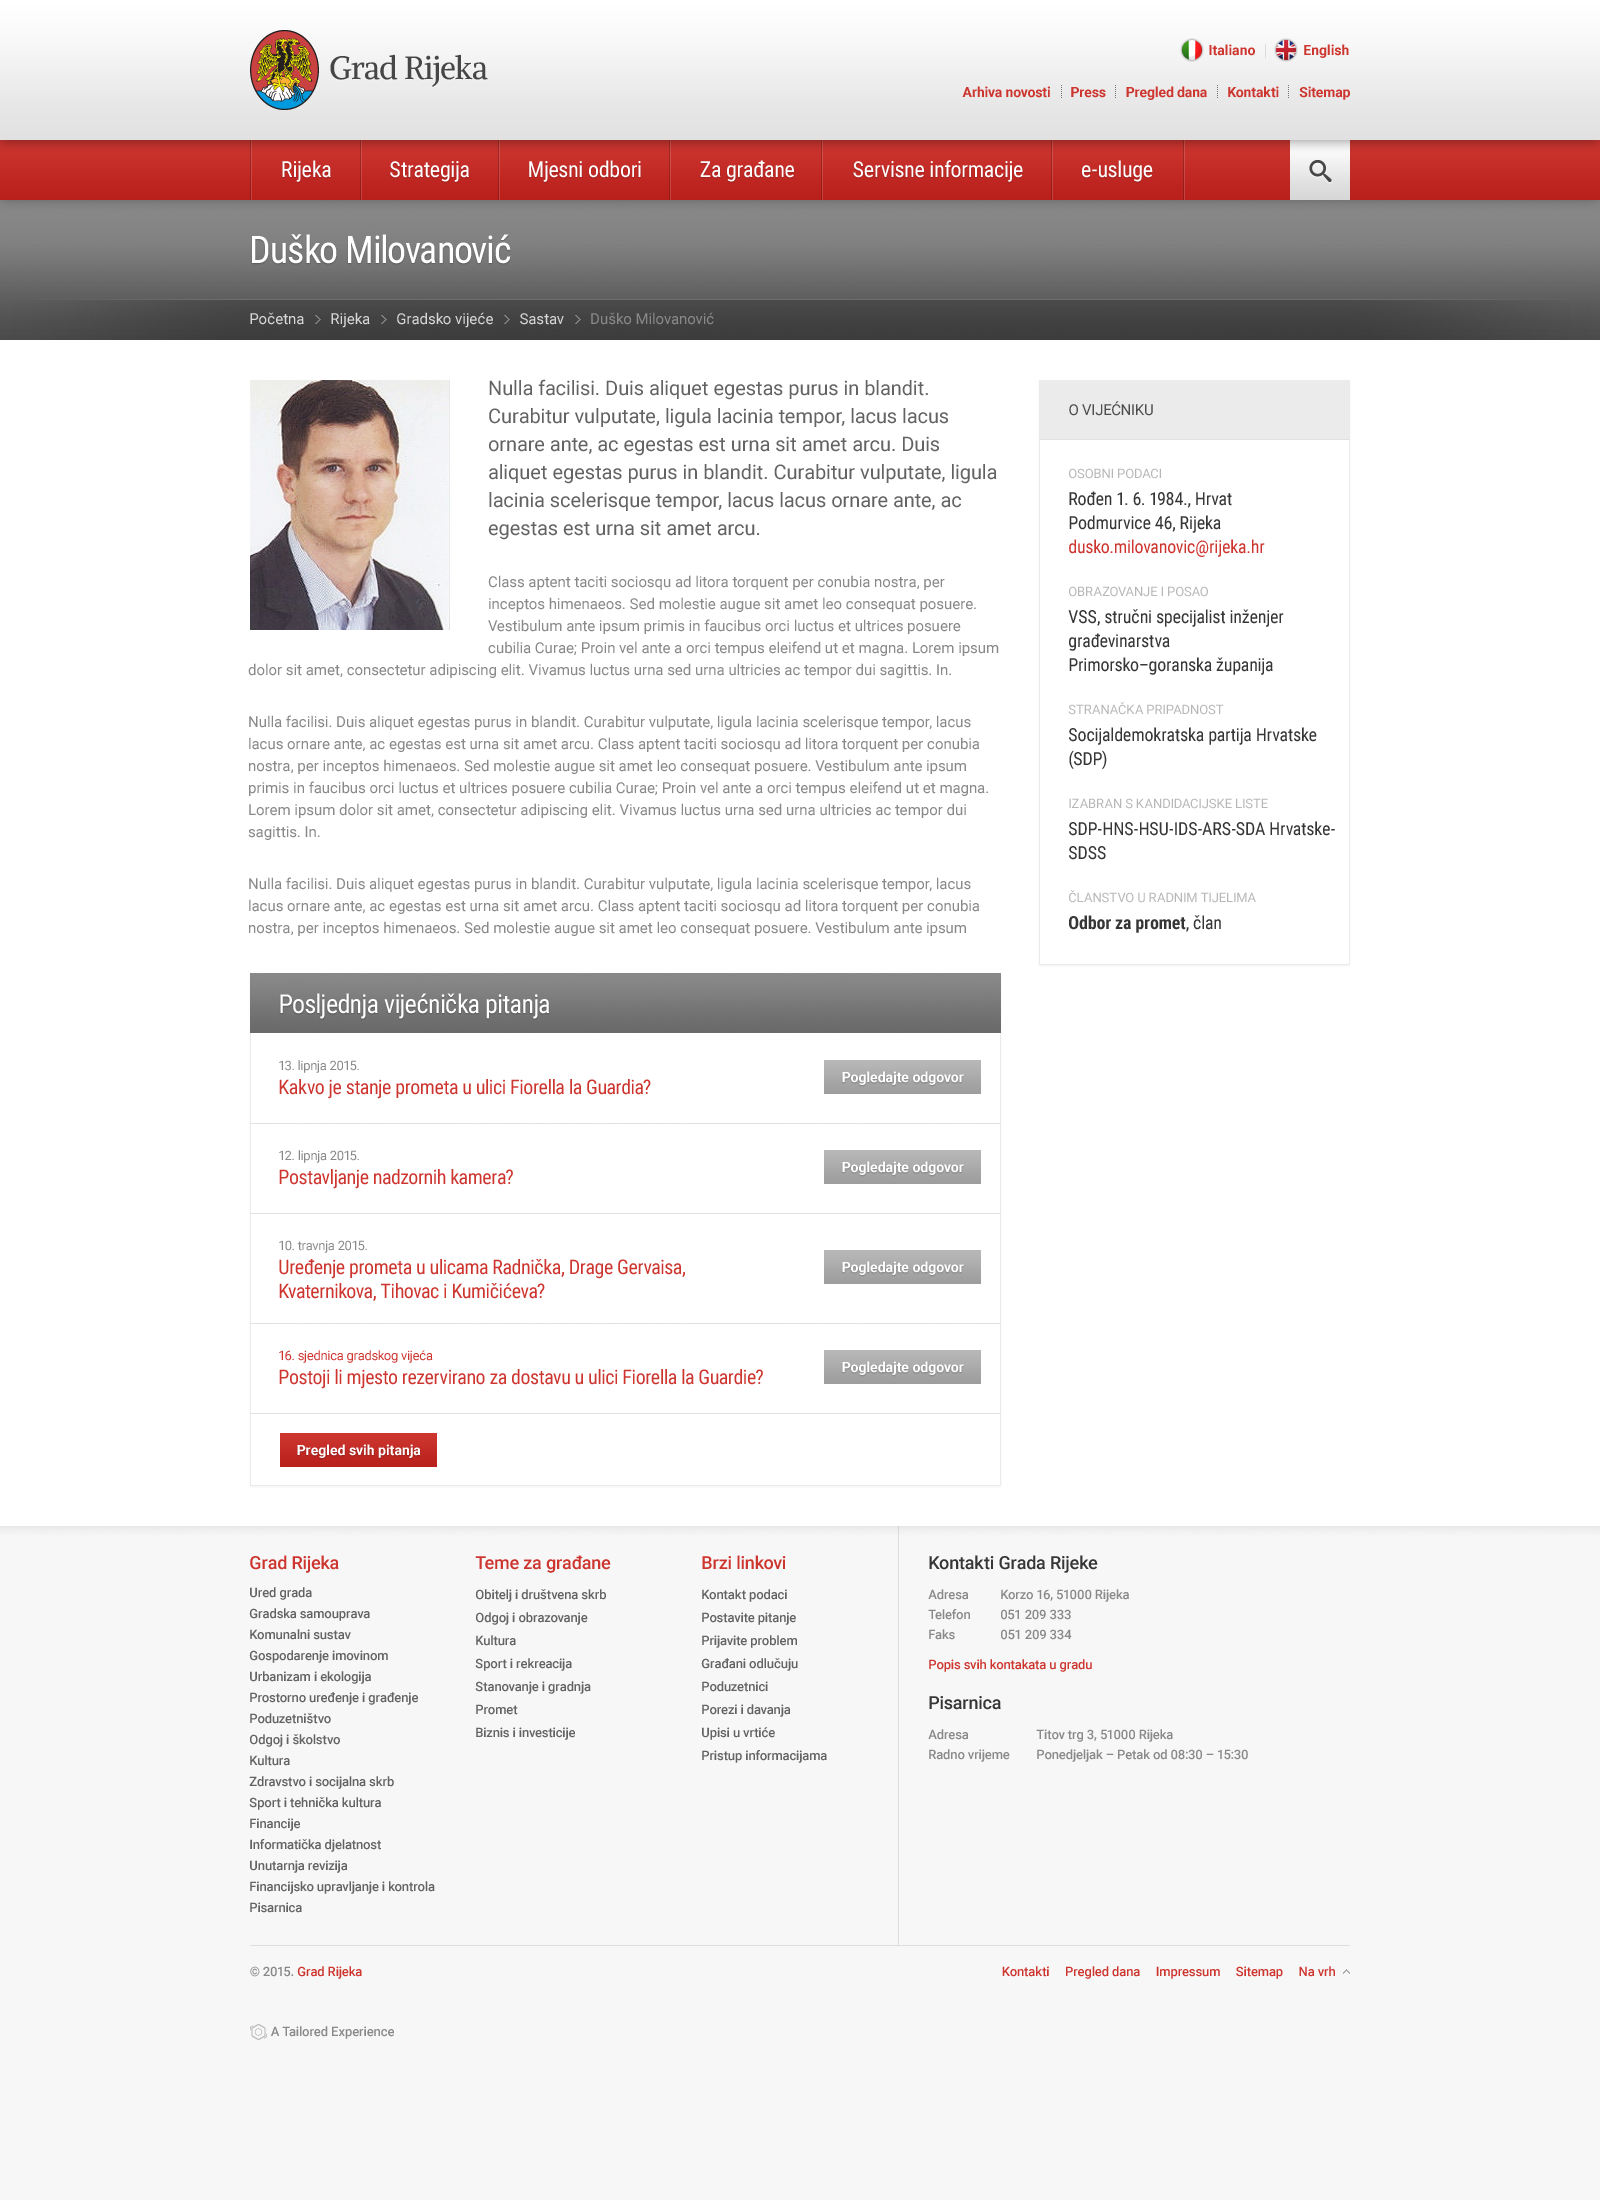 Grad Rijeka
Italiano
English
Arhiva novosti
Press
Pregled dana
Kontakti
Sitemap
Rijeka
Strategija
Mjesni odbori
Za građane
Servisne informacije
e-usluge
Duško Milovanović
Početna
Rijeka
Gradsko vijeće
Sastav
Duško Milovanović
Nulla facilisi. Duis aliquet egestas purus in blandit.
Curabitur vulputate, ligula lacinia tempor, lacus lacus
ornare ante, ac egestas est urna sit amet arcu. Duis
aliquet egestas purus in blandit. Curabitur vulputate, ligula
lacinia scelerisque tempor, lacus lacus ornare ante, ac
egestas est urna sit amet arcu.
Class aptent taciti sociosqu ad litora torquent per conubia nostra, per
inceptos himenaeos. Sed molestie augue sit amet leo consequat posuere.
Vestibulum ante ipsum primis in faucibus orci luctus et ultrices posuere
cubilia Curae; Proin vel ante a orci tempus eleifend ut et magna. Lorem ipsum
dolor sit amet, consectetur adipiscing elit. Vivamus luctus urna sed urna ultricies ac tempor dui sagittis. In.
Nulla facilisi. Duis aliquet egestas purus in blandit. Curabitur vulputate, ligula lacinia scelerisque tempor, lacus
lacus ornare ante, ac egestas est urna sit amet arcu. Class aptent taciti sociosqu ad litora torquent per conubia
nostra, per inceptos himenaeos. Sed molestie augue sit amet leo consequat posuere. Vestibulum ante ipsum
primis in faucibus orci luctus et ultrices posuere cubilia Curae; Proin vel ante a orci tempus eleifend ut et magna.
Lorem ipsum dolor sit amet, consectetur adipiscing elit. Vivamus luctus urna sed urna ultricies ac tempor dui
sagittis. In.
Nulla facilisi. Duis aliquet egestas purus in blandit. Curabitur vulputate, ligula lacinia scelerisque tempor, lacus
lacus ornare ante, ac egestas est urna sit amet arcu. Class aptent taciti sociosqu ad litora torquent per conubia
nostra, per inceptos himenaeos. Sed molestie augue sit amet leo consequat posuere. Vestibulum ante ipsum
O VIJEĆNIKU
OSOBNI PODACI
Rođen 1. 6. 1984., Hrvat
Podmurvice 46, Rijeka
dusko.milovanovic@rijeka.hr
OBRAZOVANJE I POSAO
VSS, stručni specijalist inženjer
građevinarstva
Primorsko–goranska županija
STRANAČKA PRIPADNOST
Socijaldemokratska partija Hrvatske
(SDP)
IZABRAN S KANDIDACIJSKE LISTE
SDP-HNS-HSU-IDS-ARS-SDA Hrvatske-
SDSS
ČLANSTVO U RADNIM TIJELIMA
Odbor za promet, član
Posljednja vijećnička pitanja
13. lipnja 2015.
Kakvo je stanje prometa u ulici Fiorella la Guardia?
Pogledajte odgovor
12. lipnja 2015.
Postavljanje nadzornih kamera?
Pogledajte odgovor
10. travnja 2015.
Uređenje prometa u ulicama Radnička, Drage Gervaisa,
Kvaternikova, Tihovac i Kumičićeva?
Pogledajte odgovor
16. sjednica gradskog vijeća
Postoji li mjesto rezervirano za dostavu u ulici Fiorella la Guardie?
Pogledajte odgovor
Pregled svih pitanja
Grad Rijeka
Ured grada
Gradska samouprava
Komunalni sustav
Gospodarenje imovinom
Urbanizam i ekologija
Prostorno uređenje i građenje
Poduzetništvo
Odgoj i školstvo
Kultura
Zdravstvo i socijalna skrb
Sport i tehnička kultura
Financije
Informatička djelatnost
Unutarnja revizija
Financijsko upravljanje i kontrola
Pisarnica
Teme za građane
Obitelj i društvena skrb
Odgoj i obrazovanje
Kultura
Sport i rekreacija
Stanovanje i gradnja
Promet
Biznis i investicije
Brzi linkovi
Kontakt podaci
Postavite pitanje
Prijavite problem
Građani odlučuju
Poduzetnici
Porezi i davanja
Upisi u vrtiće
Pristup informacijama
Kontakti Grada Rijeke
Adresa Korzo 16, 51000 Rijeka
Telefon 051 209 333
Faks 051 209 334
Popis svih kontakata u gradu
Pisarnica
Adresa Titov trg 3, 51000 Rijeka
Radno vrijeme Ponedjeljak – Petak od 08:30 – 15:30
© 2015. Grad Rijeka
Kontakti
Pregled dana
Impressum
Sitemap
Na vrh
A Tailored Experience